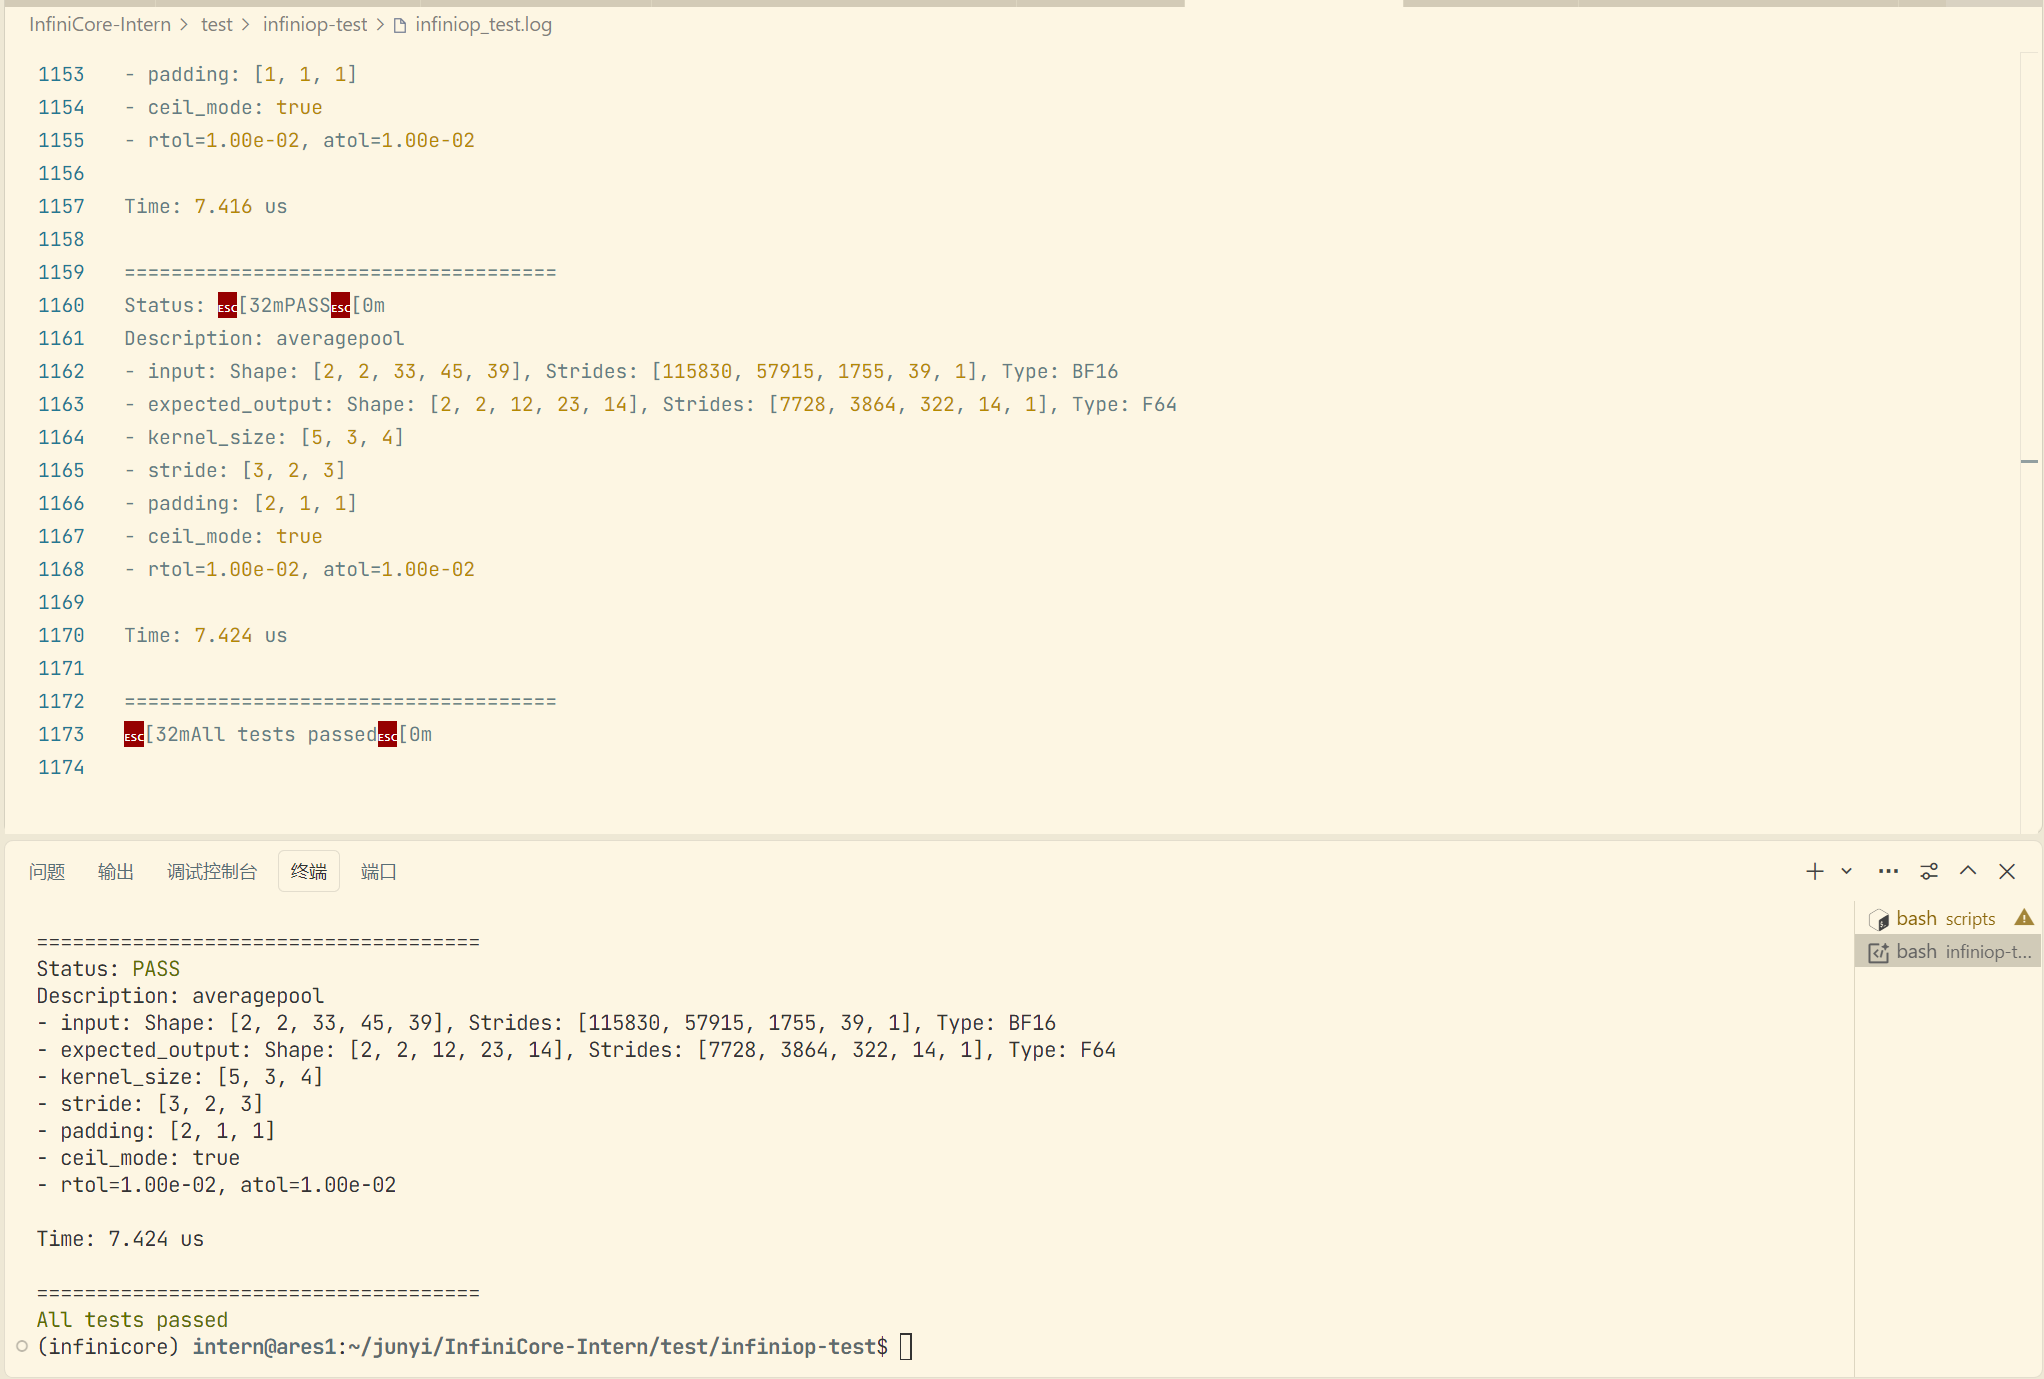 InfiniCore-Intern > test > infiniop-test > infiniop_test.log
1153 - padding: [1, 1, 1]
1154 - ceil_mode: true
1155 - rtol=1.00e-02, atol=1.00e-02
1156
1157 Time: 7.416 us
1158
1159 =====================================
1160 Status: ESC[32mPASSESC[0m
1161 Description: averagepool
1162 - input: Shape: [2, 2, 33, 45, 39], Strides: [115830, 57915, 1755, 39, 1], Type: BF16
1163 - expected_output: Shape: [2, 2, 12, 23, 14], Strides: [7728, 3864, 322, 14, 1], Type: F64
1164 - kernel_size: [5, 3, 4]
1165 - stride: [3, 2, 3]
1166 - padding: [2, 1, 1]
1167 - ceil_mode: true
1168 - rtol=1.00e-02, atol=1.00e-02
1169
1170 Time: 7.424 us
1171
1172 =====================================
1173 ESC[32mAll tests passedESC[0m
1174
问题 输出 调试控制台 终端 端口
=====================================
Status: PASS
Description: averagepool
- input: Shape: [2, 2, 33, 45, 39], Strides: [115830, 57915, 1755, 39, 1], Type: BF16
- expected_output: Shape: [2, 2, 12, 23, 14], Strides: [7728, 3864, 322, 14, 1], Type: F64
- kernel_size: [5, 3, 4]
- stride: [3, 2, 3]
- padding: [2, 1, 1]
- ceil_mode: true
- rtol=1.00e-02, atol=1.00e-02
Time: 7.424 us
=====================================
All tests passed
(infinicore) intern@ares1:~/junyi/InfiniCore-Intern/test/infiniop-test$
bash scripts
bash infiniop-t...